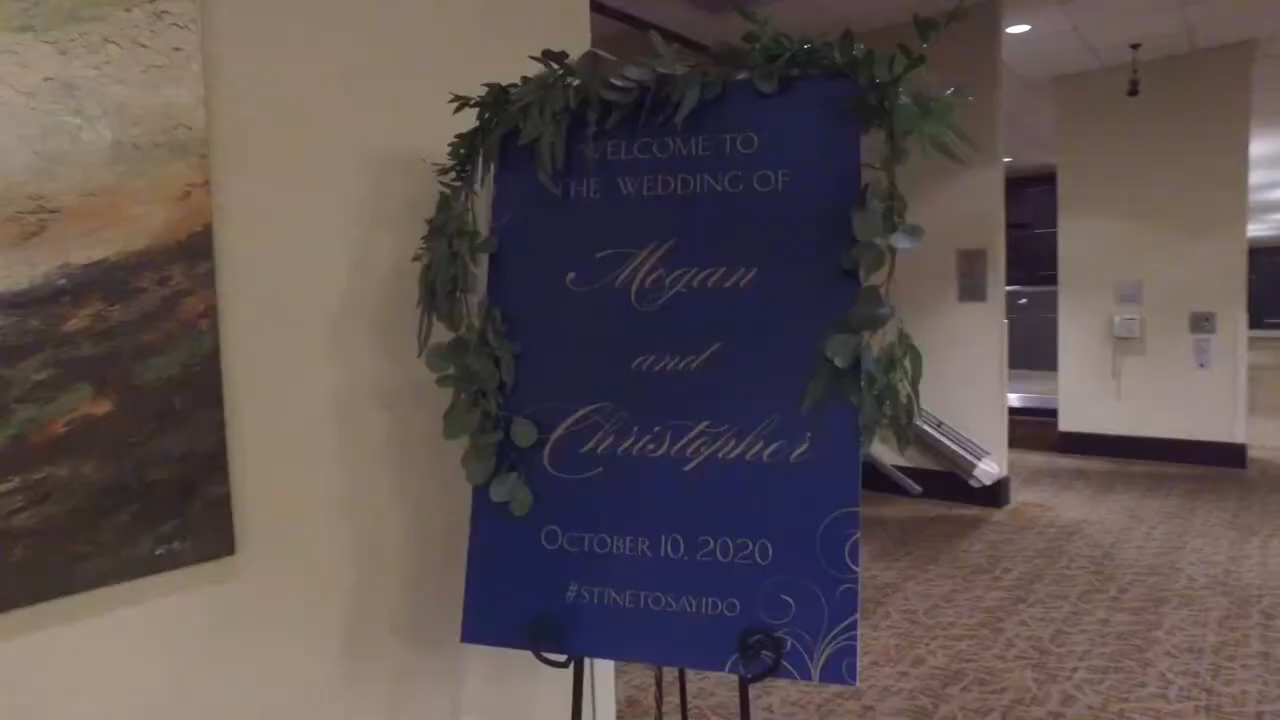 WELCOME TO
THE WEDDING OF
Megan
and
Christopher
OCTOBER 10, 2020
#STINETOSAYIDO